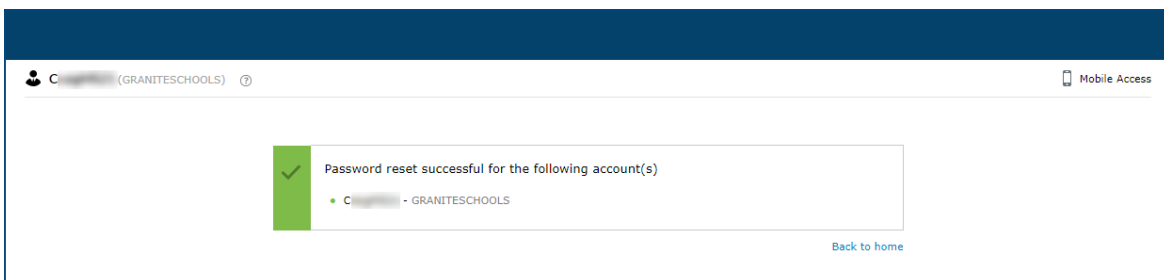 C (GRANITESCHOOLS)
Mobile Access
Password reset successful for the following account(s)
• C - GRANITESCHOOLS
Back to home